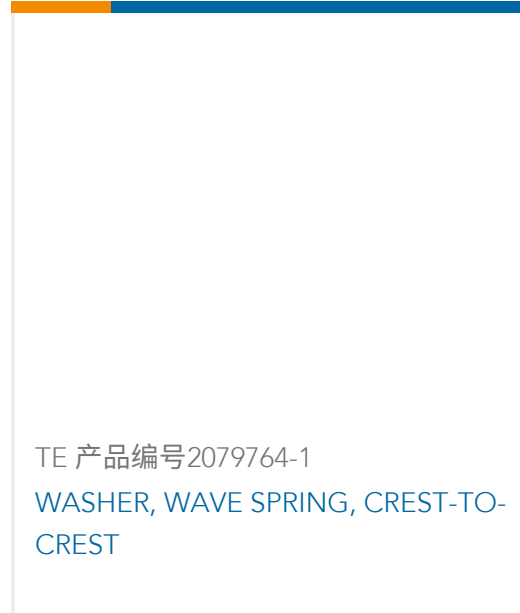 TE 产品编号2079764-1
WASHER, WAVE SPRING, CREST-TO-
CREST